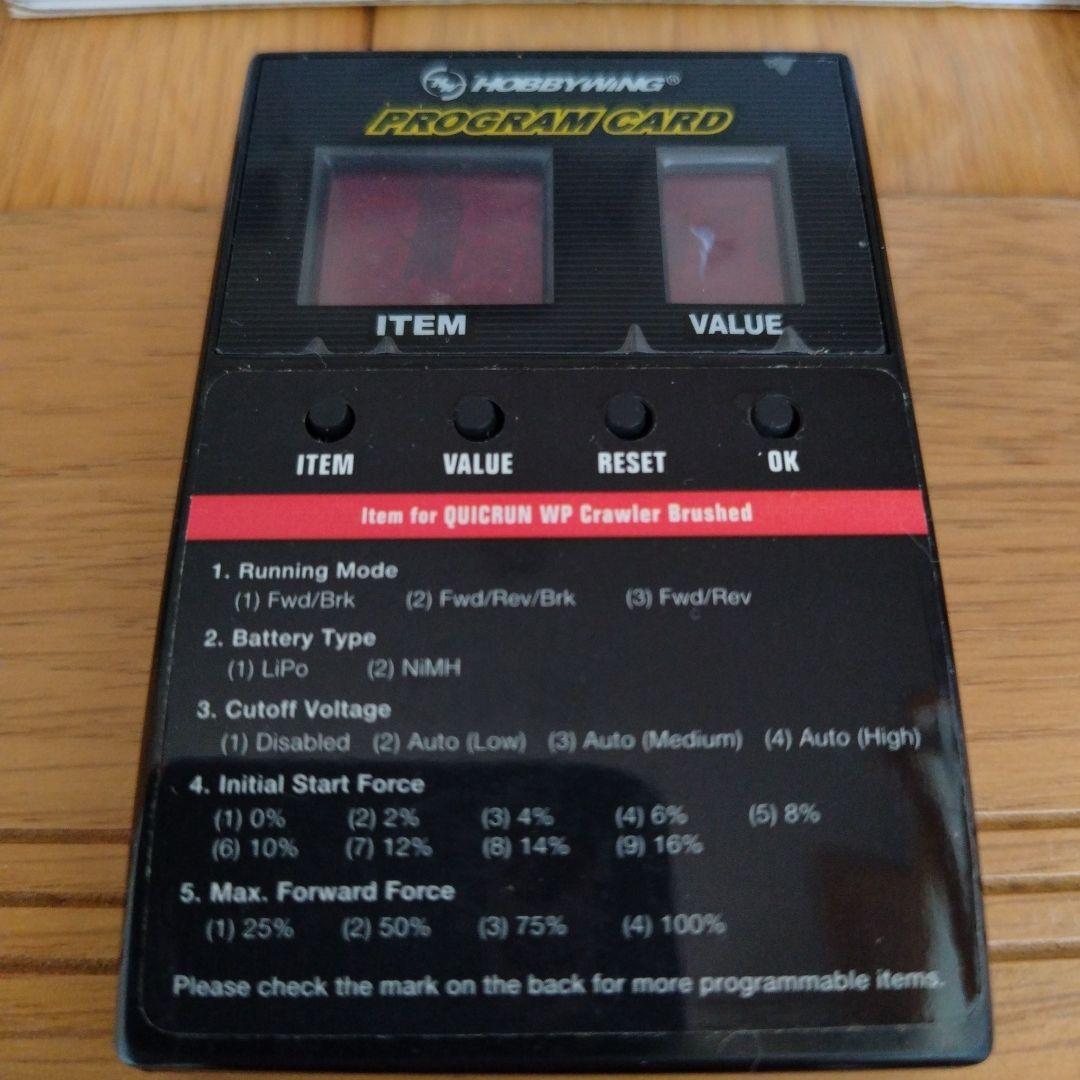 HOBBYWING®
PROGRAM CARD
ITEM VALUE
ITEM VALUE RESET OK
Item for QUICRUN WP Crawler Brushed
1. Running Mode
(1) Fwd/Brk (2) Fwd/Rev/Brk (3) Fwd/Rev
2. Battery Type
(1) LiPo (2) NiMH
3. Cutoff Voltage
(1) Disabled (2) Auto (Low) (3) Auto (Medium) (4) Auto (High)
4. Initial Start Force
(1) 0% (2) 2% (3) 4% (4) 6% (5) 8%
(6) 10% (7) 12% (8) 14% (9) 16%
5. Max. Forward Force
(1) 25% (2) 50% (3) 75% (4) 100%
Please check the mark on the back for more programmable items.